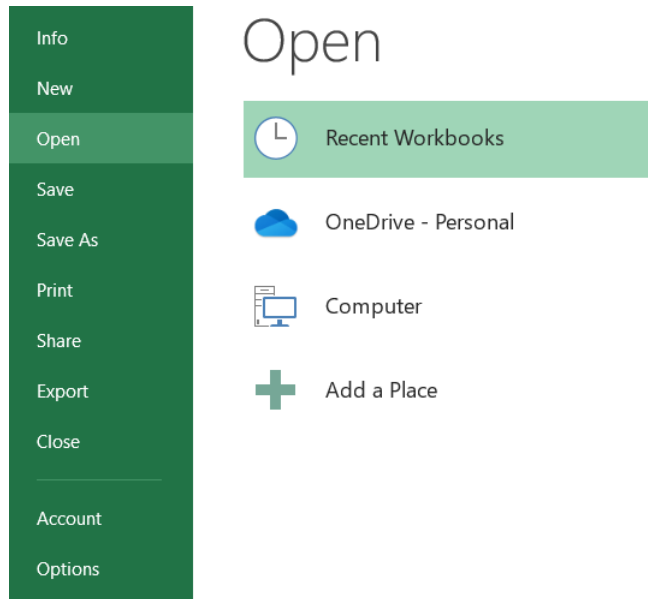 Info
New
Open
Save
Save As
Print
Share
Export
Close
Account
Options
Open
Recent Workbooks
OneDrive - Personal
Computer
Add a Place